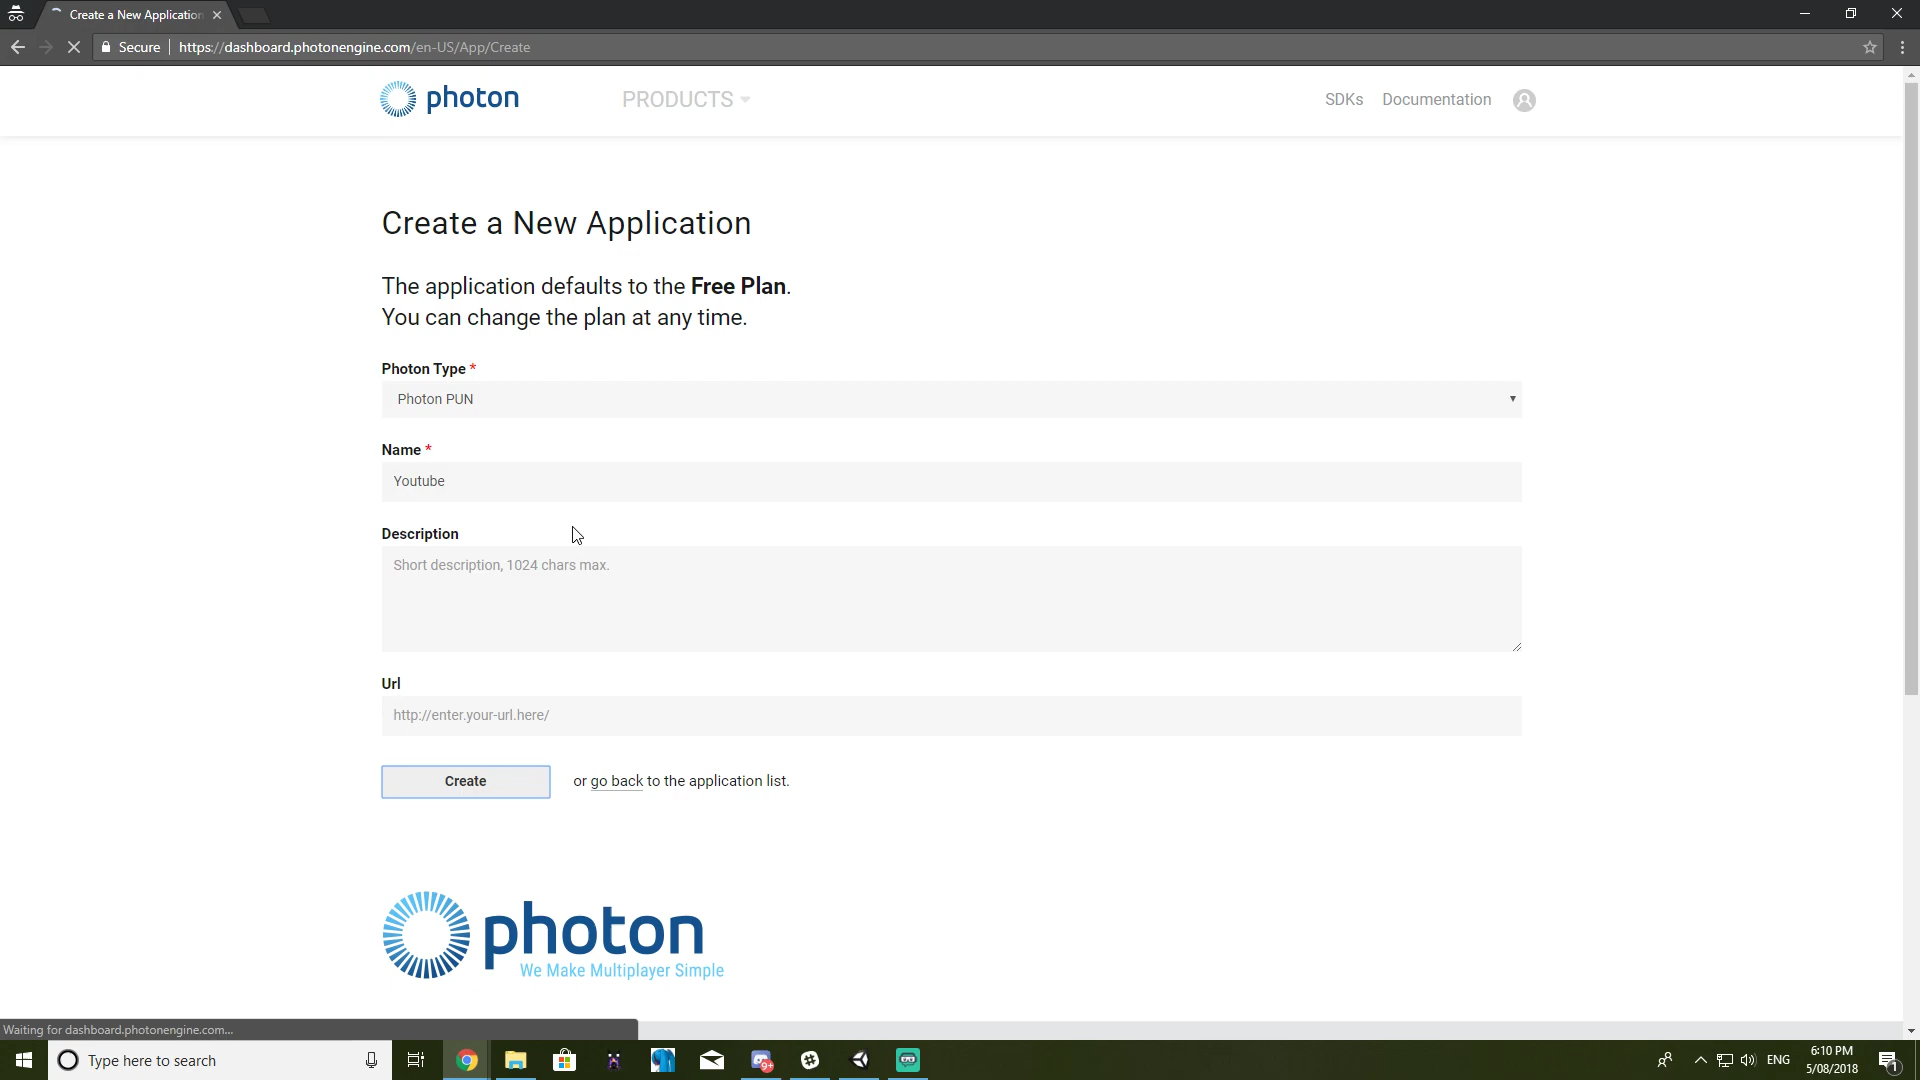 Create a New Application
Secure
https://dashboard.photonengine.com/en-US/App/Create
photon
PRODUCTS
SDKs
Documentation
Create a New Application
The application defaults to the Free Plan.
You can change the plan at any time.
Photon Type *
Photon PUN
Name *
Youtube
Description
Short description, 1024 chars max.
Url
http://enter.your-url.here/
Create
or go back to the application list.
photon
We Make Multiplayer Simple
Waiting for dashboard.photonengine.com...
Type here to search
9+
ENG
6:10 PM
5/08/2018
1